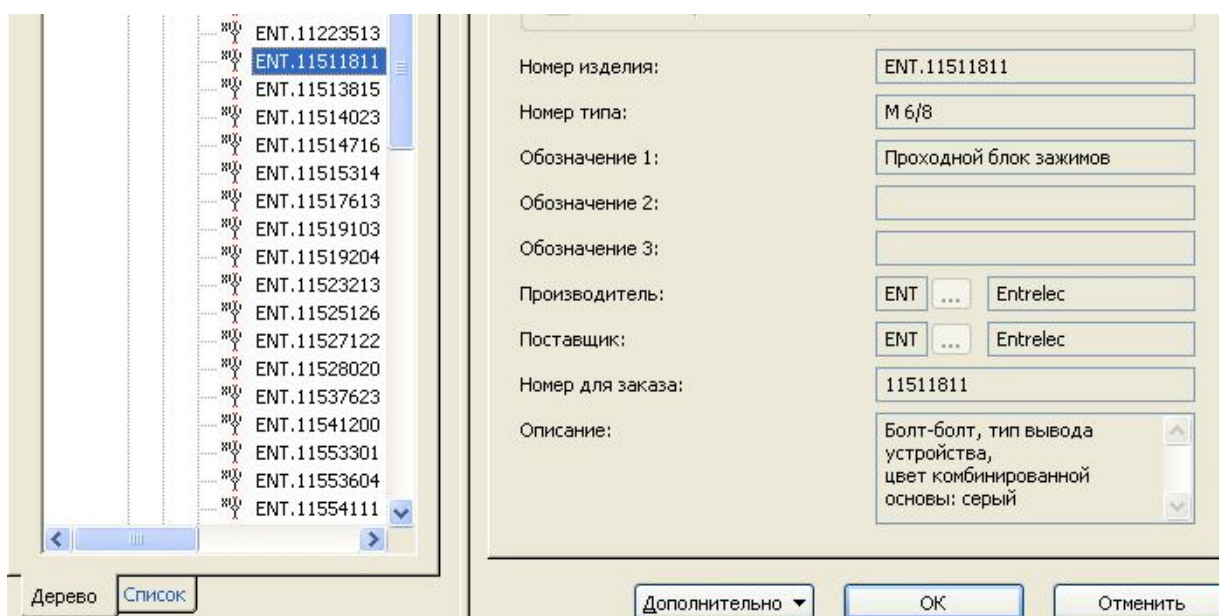 ENT.11223513
ENT.11511811
ENT.11513815
ENT.11514023
ENT.11514716
ENT.11515314
ENT.11517613
ENT.11519103
ENT.11519204
ENT.11523213
ENT.11525126
ENT.11527122
ENT.11528020
ENT.11537623
ENT.11541200
ENT.11553301
ENT.11553604
ENT.11554111
Дерево Список
Номер изделия: ENT.11511811
Номер типа: M 6/8
Обозначение 1: Проходной блок зажимов
Обозначение 2:
Обозначение 3:
Производитель: ENT ... Entrelec
Поставщик: ENT ... Entrelec
Номер для заказа: 11511811
Описание: Болт-болт, тип вывода
устройства,
цвет комбинированной
основы: серый
Дополнительно OK Отменить